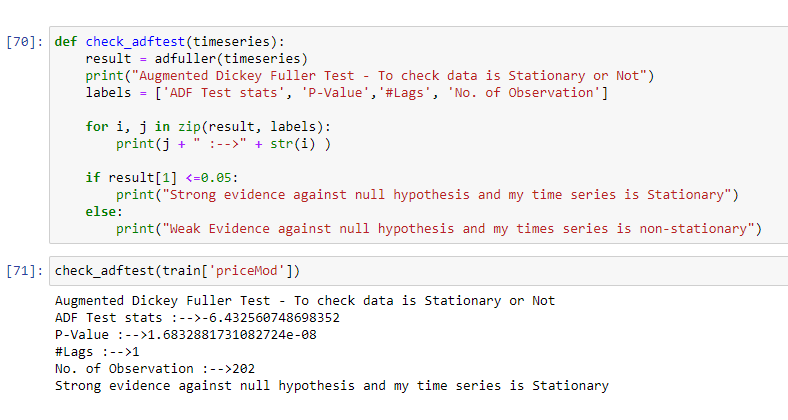 [70]: def check_adftest(timeseries):
result = adfuller(timeseries)
print("Augmented Dickey Fuller Test - To check data is Stationary or Not")
labels = ['ADF Test stats', 'P-Value','#Lags', 'No. of Observation']
for i, j in zip(result, labels):
print(j + " :-->" + str(i) )
if result[1] <=0.05:
print("Strong evidence against null hypothesis and my time series is Stationary")
else:
print("Weak Evidence against null hypothesis and my times series is non-stationary")
[71]: check_adftest(train['priceMod'])
Augmented Dickey Fuller Test - To check data is Stationary or Not
ADF Test stats :-->-6.432560748698352
P-Value :-->1.6832881731082724e-08
#Lags :-->1
No. of Observation :-->202
Strong evidence against null hypothesis and my time series is Stationary